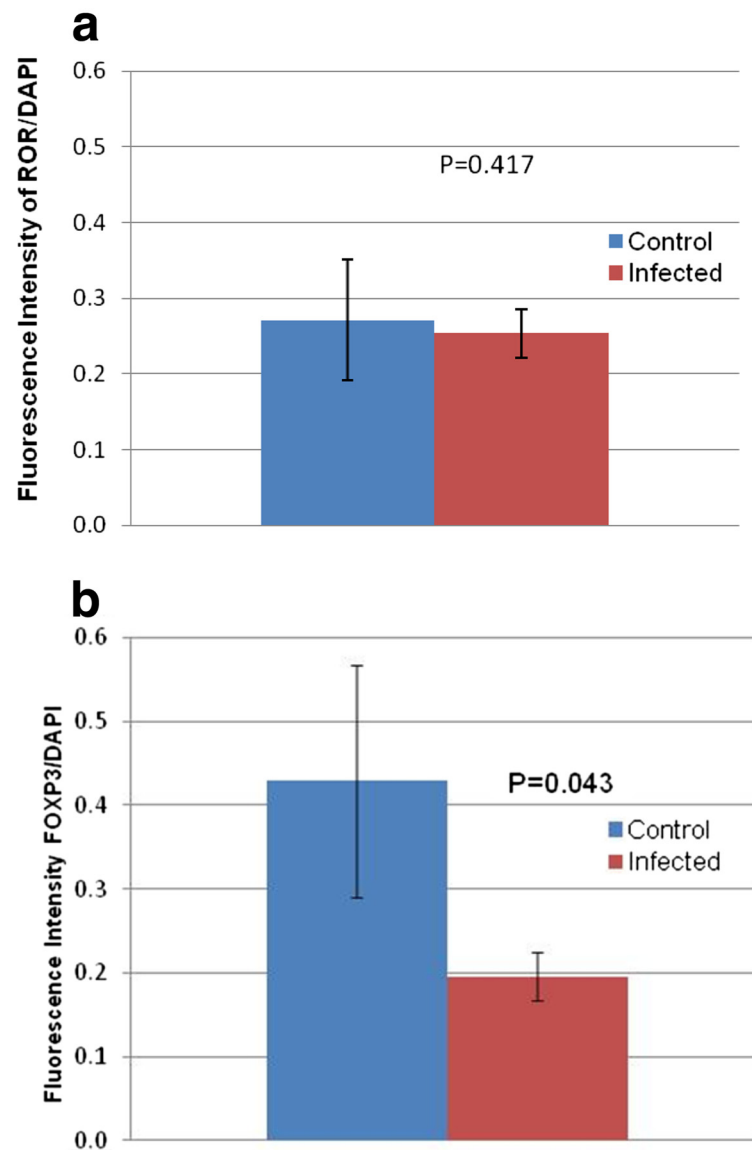 a
Fluorescence Intensity of ROR/DAPI
0.6
0.5
0.4
0.3
0.2
0.1
0.0
P=0.417
Control
Infected
b
Fluorescence Intensity FOXP3/DAPI
0.6
0.5
0.4
0.3
0.2
0.1
0.0
P=0.043
Control
Infected